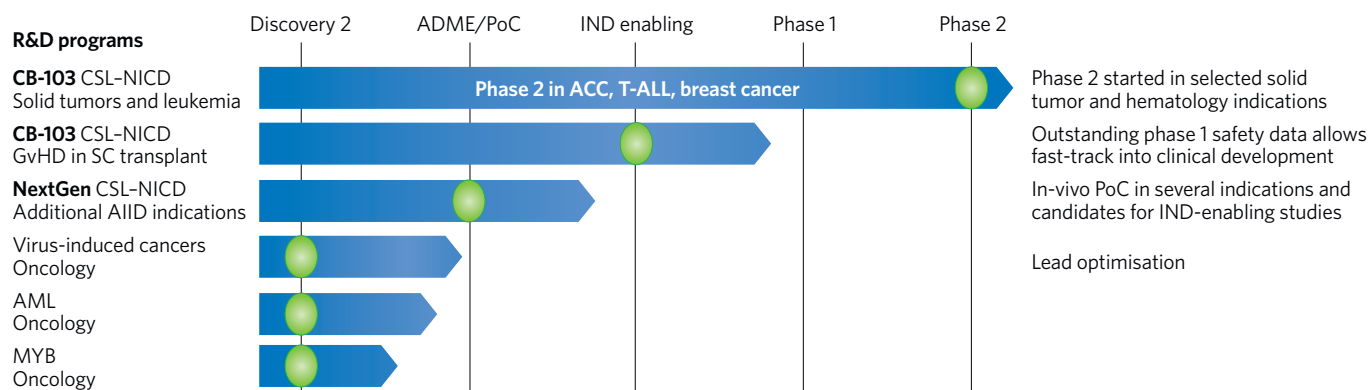 Discovery 2 ADME/PoC IND enabling Phase 1 Phase 2
R&D programs
CB-103 CSL–NICD
Solid tumors and leukemia
Phase 2 in ACC, T-ALL, breast cancer
Phase 2 started in selected solid
tumor and hematology indications
CB-103 CSL–NICD
GvHD in SC transplant
Outstanding phase 1 safety data allows
fast-track into clinical development
NextGen CSL–NICD
Additional AIID indications
In-vivo PoC in several indications and
candidates for IND-enabling studies
Virus-induced cancers
Oncology
Lead optimisation
AML
Oncology
MYB
Oncology